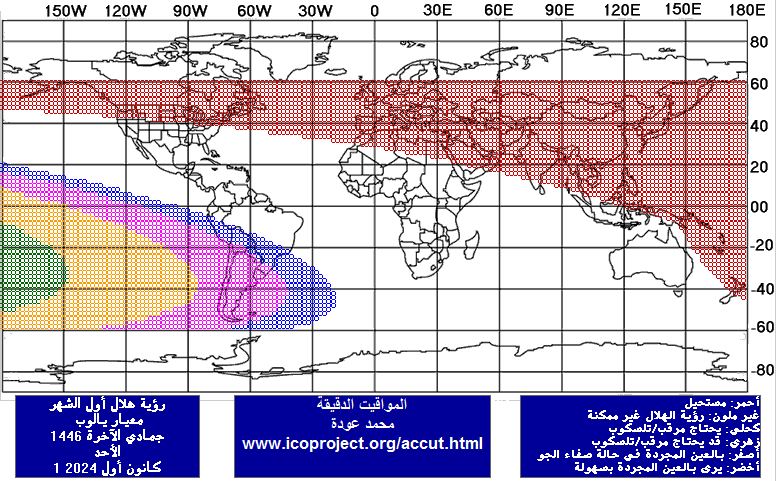 150W 120W 90W 60W 30W 0 30E 60E 90E 120E 150E 180E
80
60
40
20
00
-20
-40
-60
-80
رؤية هلال أول الشهر
معيار يالوب
جمادي الآخرة 1446
الأحد
كانون أول 2024 1
المواقيت الدقيقة
محمد عودة
www.icoproject.org/accut.html
أحمر: مستحيل
غير ملون: رؤية الهلال غير ممكنة
كحلي: يحتاج مرقب/تلسكوب
زهري: قد يحتاج مرقب/تلسكوب
أصفر: بالعين المجردة في حالة صفاء الجو
أخضر: يرى بالعين المجردة بسهولة